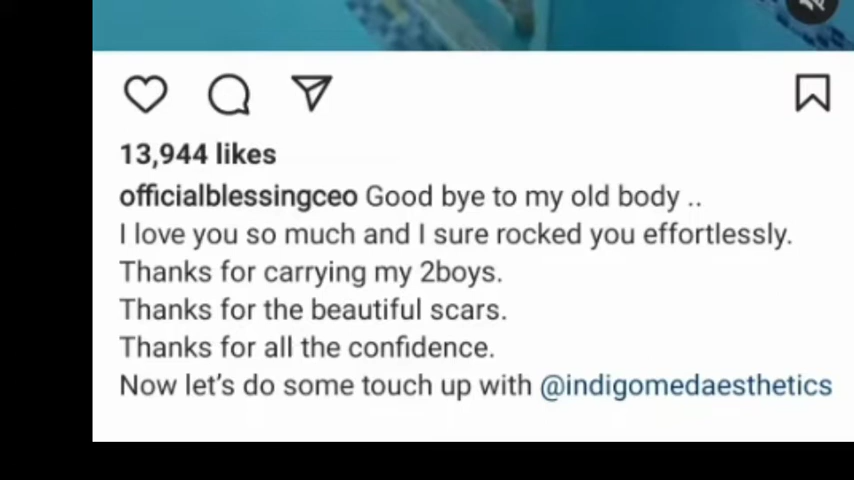 13,944 likes
officialblessingceo Good bye to my old body ..
I love you so much and I sure rocked you effortlessly.
Thanks for carrying my 2boys.
Thanks for the beautiful scars.
Thanks for all the confidence.
Now let's do some touch up with @indigomedaesthetics